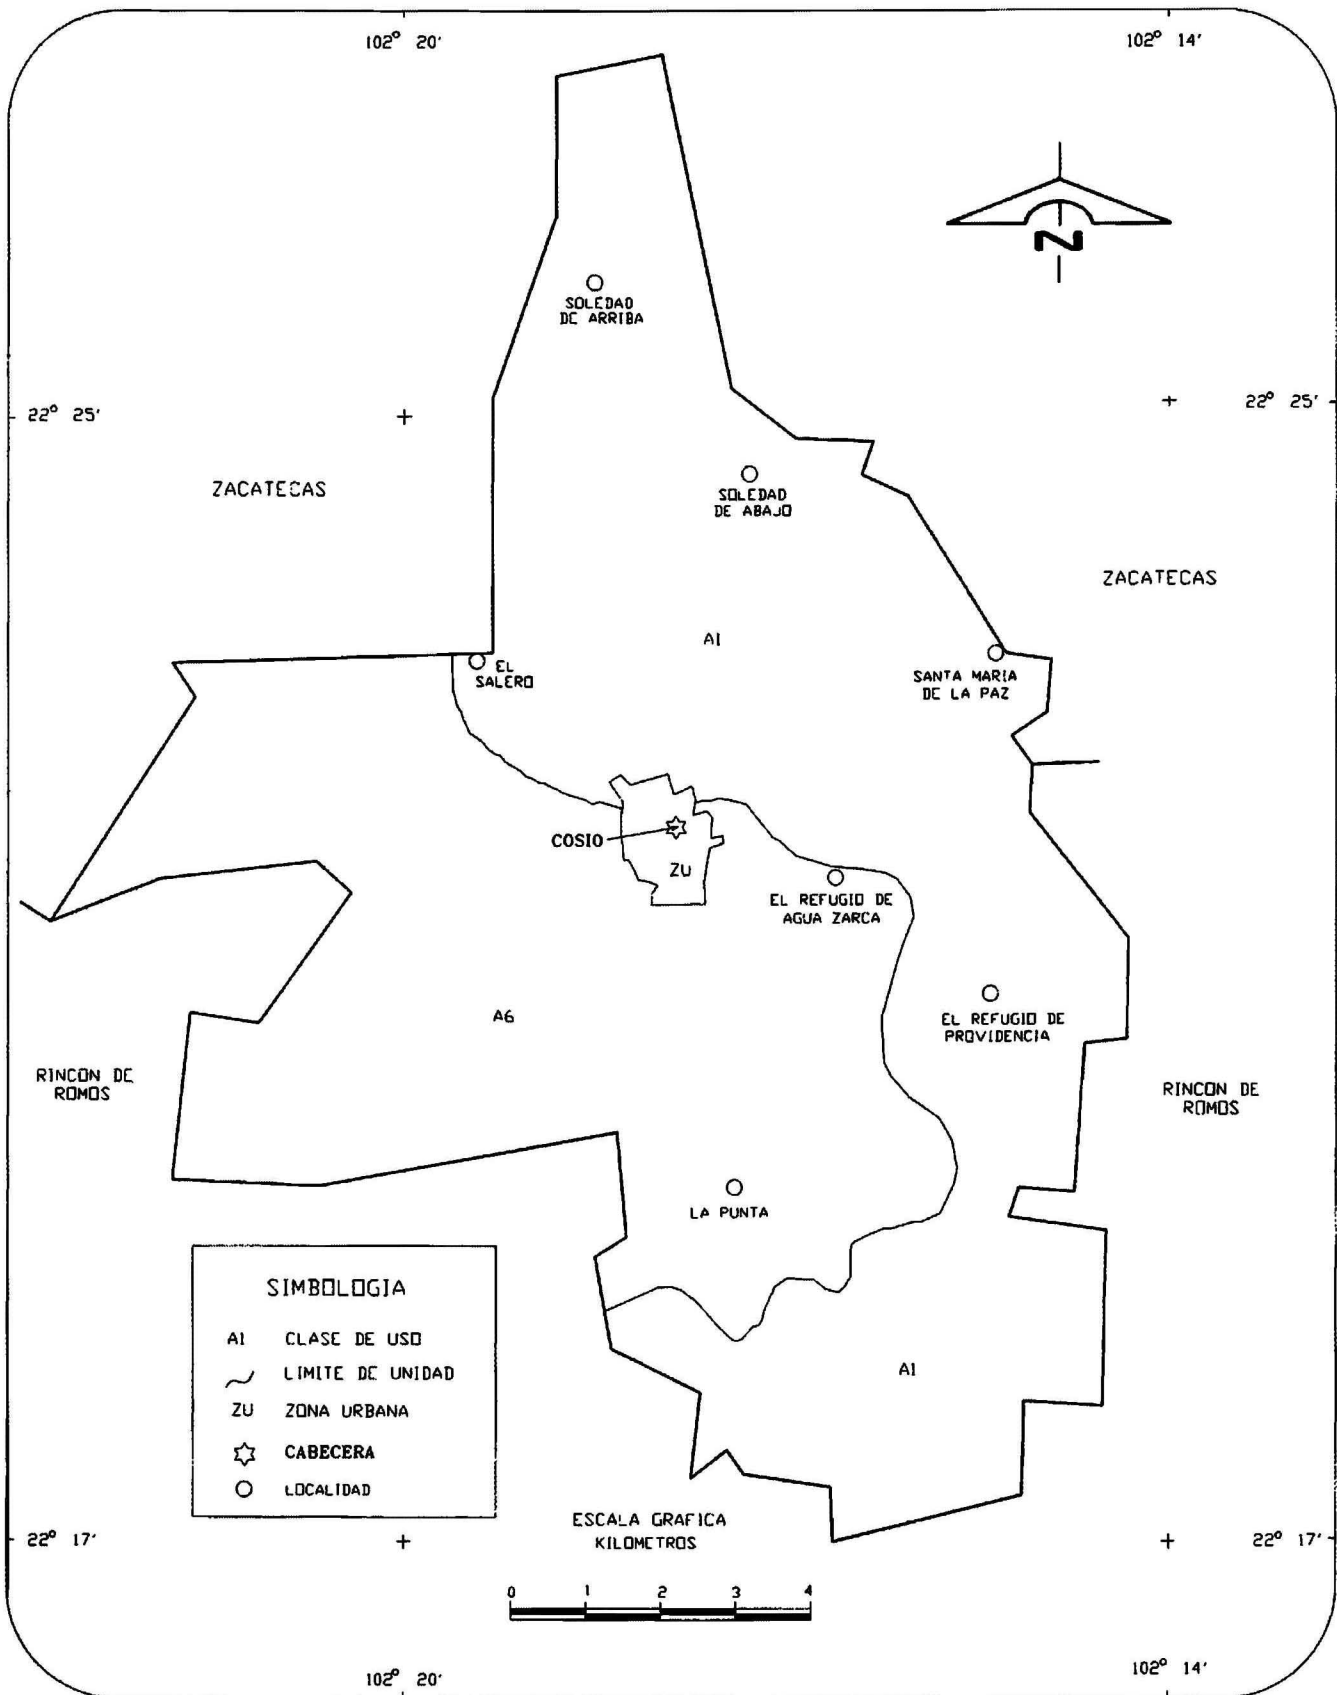 102° 20'
102° 14'
N
SOLEDAD
DE ARRIBA
22° 25'
22° 25'
ZACATECAS
SOLEDAD
DE ABAJO
ZACATECAS
A1
EL
SALERO
SANTA MARIA
DE LA PAZ
COSIO
ZU
EL REFUGIO DE
AGUA ZARCA
A6
EL REFUGIO DE
PROVIDENCIA
RINCON DE
ROMOS
RINCON DE
ROMOS
LA PUNTA
SIMBOLOGIA
A1 CLASE DE USO
LIMITE DE UNIDAD
ZU ZONA URBANA
CABECERA
LOCALIDAD
A1
ESCALA GRAFICA
KILOMETROS
22° 17'
22° 17'
0 1 2 3 4
102° 20'
102° 14'